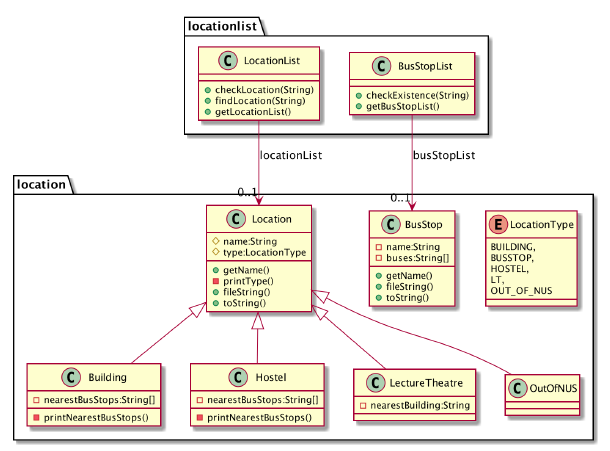 locationlist
C LocationList
checkLocation(String)
findLocation(String)
getLocationList()
C BusStopList
checkExistence(String)
getBusStopList()
locationList
busStopList
0..1
0..1
location
C Location
name:String
type:LocationType
getName()
printType()
fileString()
toString()
C BusStop
name:String
buses:String[]
getName()
fileString()
toString()
E LocationType
BUILDING,
BUSSTOP,
HOSTEL,
LT,
OUT_OF_NUS
C Building
nearestBusStops:String[]
printNearestBusStops()
C Hostel
nearestBusStops:String[]
printNearestBusStops()
C LectureTheatre
nearestBuilding:String
C OutOfNUS